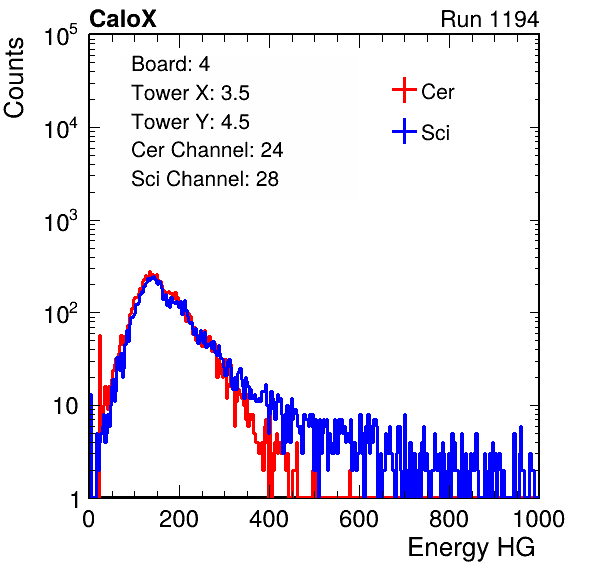 CaloX
Run 1194
Counts
10^5
10^4
10^3
10^2
10
1
Board: 4
Tower X: 3.5
Tower Y: 4.5
Cer Channel: 24
Sci Channel: 28
Cer
Sci
0 200 400 600 800 1000
Energy HG